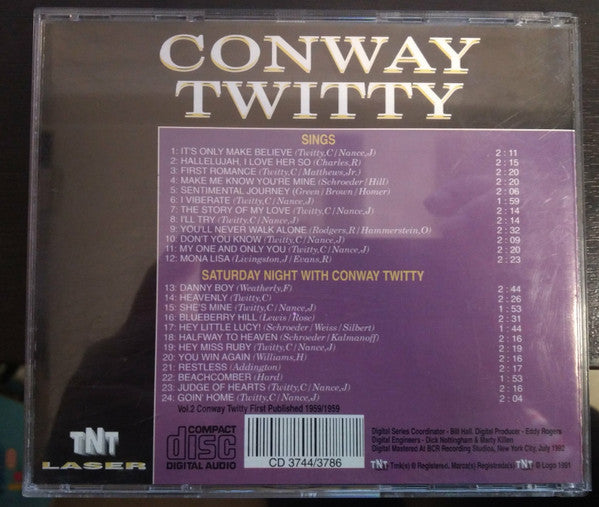 CONWAY
TWITTY
SINGS
1: IT'S ONLY MAKE BELIEVE (Twitty,C/Nance,J) 2:11
2: HALLELUJAH, I LOVE HER SO (Charles,R) 2:15
3: FIRST ROMANCE (Twitty,C/Matthews,Jr.) 2:20
4: MAKE ME KNOW YOU'RE MINE (Schroeder/Hill) 2:20
5: SENTIMENTAL JOURNEY (Green/Brown/Homer) 2:06
6: I VIBERATE (Twitty,C/Nance,J) 1:59
7: THE STORY OF MY LOVE (Twitty,C/Nance,J) 2:14
8: I'LL TRY (Twitty,C/Nance,J) 2:14
9: YOU'LL NEVER WALK ALONE (Rodgers,R/Hammerstein,O) 2:32
10: DON'T YOU KNOW (Twitty,C/Nance,J) 2:09
11: MY ONE AND ONLY YOU (Twitty,C/Nance,J) 2:20
12: MONA LISA (Livingston,J/Evans,R) 2:23
SATURDAY NIGHT WITH CONWAY TWITTY
13: DANNY BOY (Weatherly,F) 2:44
14: HEAVENLY (Twitty,C) 2:26
15: SHE'S MINE (Twitty,C/Nance,J) 1:53
16: BLUEBERRY HILL (Lewis/Rose) 2:31
17: HEY LITTLE LUCY! (Schroeder/Weiss/Silbert) 1:44
18: HALFWAY TO HEAVEN (Schroeder/Kalmanoff) 2:16
19: HEY MISS RUBY (Twitty,C/Nance,J) 2:19
20: YOU WIN AGAIN (Williams,H) 2:16
21: RESTLESS (Addington) 2:17
22: BEACHCOMBER (Hard) 1:53
23: JUDGE OF HEARTS (Twitty,C/Nance,J) 2:16
24: GOIN' HOME (Twitty,C/Nance,J) 2:04
Vol.2 Conway Twitty First Published 1959/1959
TNT
LASER
COMPACT
disc
DIGITAL AUDIO
CD 3744/3786
Digital Series Coordinator - Bill Hall. Digital Producer - Eddy Rogers
Digital Engineers - Dick Nottingham & Marty Killen
Digital Mastered At BCR Recording Studios, New York City, July 1992
TNT Tmk(s) ® Registered. Marca(s) Registrada(s) TNT © Logo 1991